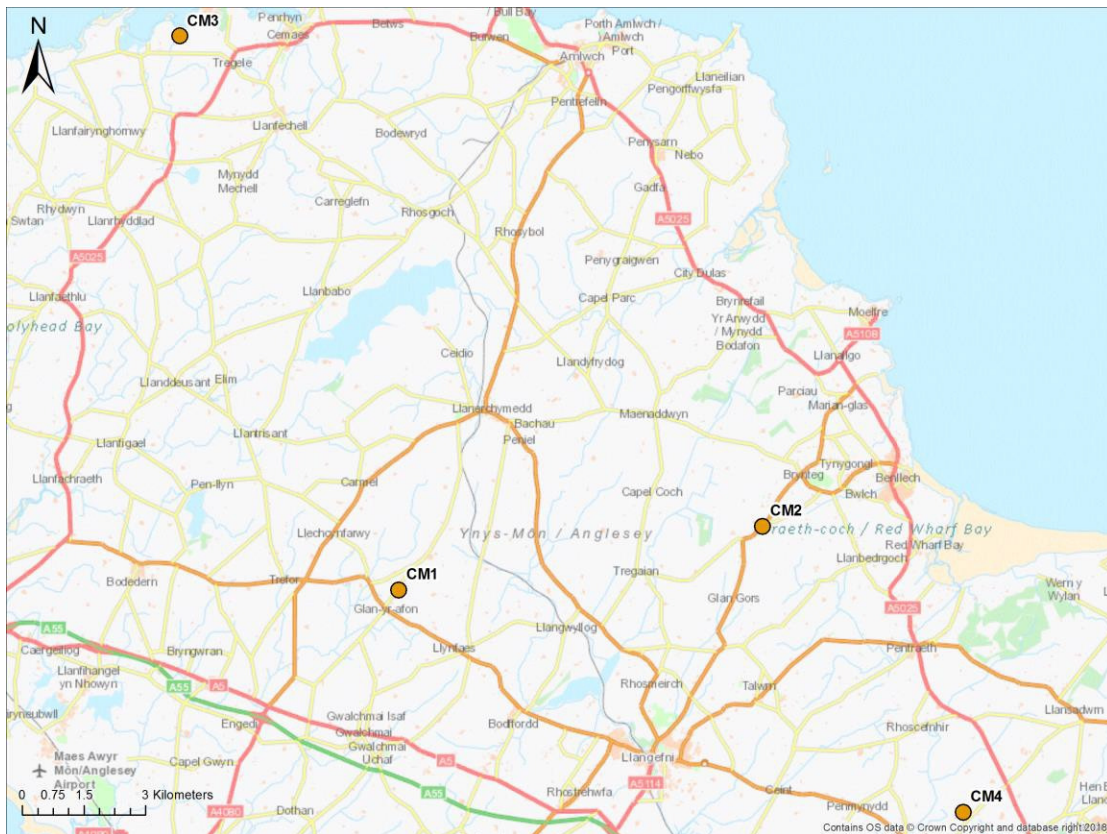 CM3
Penrhyn
Cemaes
Betws
/ Bull Bay
Burwen
Porth Amlwch /
Amlwch
Port
Amlwch
N
Tregele
Llaneilian
Pengorffwysfa
Pentrefelin
Llanfairynghornwy
Llanfechell
Bodewryd
Penysarn
Nebo
Mynydd
Mechell
Gadfa
Rhydwyn
Swtan
Llanrhyddlad
Carreglefn
Rhosgoch
A5025
Rhosybol
A5025
Penygraigwen
City Dulas
Llanfaethlu
Llanbabo
Capel Parc
Brynrefail
Moelfre
olyhead Bay
Yr Arwydd
/ Mynydd
Bodafon
A5108
Llanallgo
Ceidio
Llandyfrydog
Llanddeusant
Elim
Parciau
Marian-glas
Llanerchymedd
Bachau
Maenaddwyn
Llanfigael
Llantrisant
Peniel
Tynygongl
Llanfachraeth
Pen-llyn
Carmel
Brynteg
Benllech
Capel Coch
Bwlch
Llechcynfarwy
CM2
Ynys-Môn / Anglesey
raeth-coch / Red Wharf Bay
Red Wharf Bay
Llanbedrgoch
Bodedern
Trefor
CM1
Tregaian
Wern y
Wylan
Glan-yr-afon
Glan Gors
A5025
A55
Llangwyllog
Caergeiliog
Bryngwran
Llynfaes
Pentraeth
Llanfihangel
yn Nhowyn
A55
A5
Rhosmeirch
Talwrn
Llansadwrn
Engedi
Gwalchmai Isaf
Gwalchmai
Gwalchmai
Uchaf
Bodffordd
Rhoscefnhir
Maes Awyr
Môn/Anglesey
Airport
Capel Gwyn
A5
Llangefni
A5114
Hen B
0 0.75 1.5 3 Kilometers
A4080
Dothan
A55
Rhostrehwfa
Ceint
Penmynydd
CM4
Contains OS data © Crown Copyright and database right 2018